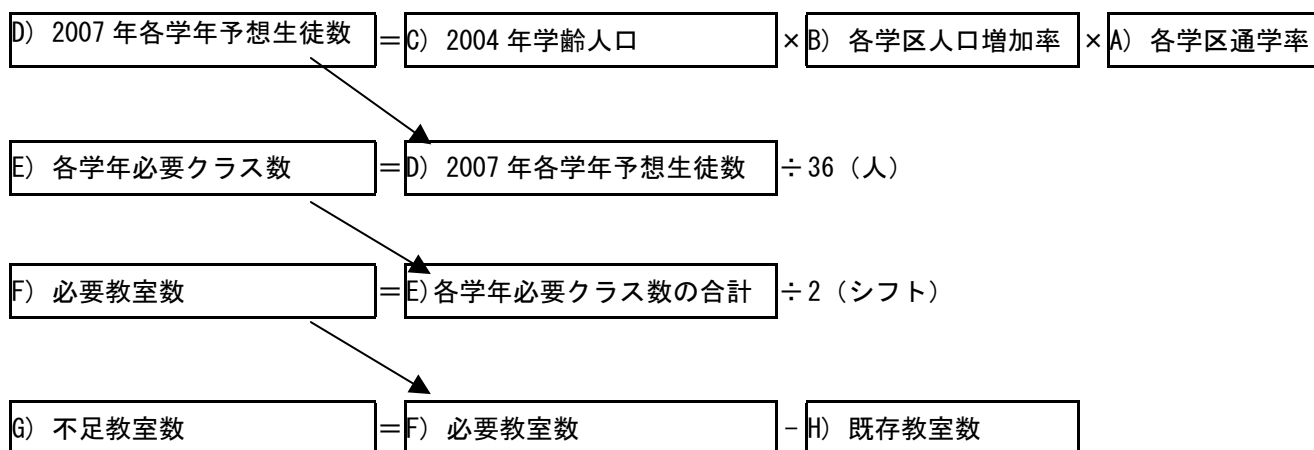 D) 2007年各学年予想生徒数 ＝ C) 2004年学齢人口 × B) 各学区人口増加率 × A) 各学区通学率
E) 各学年必要クラス数 ＝ D) 2007年各学年予想生徒数 ÷36（人）
F) 必要教室数 ＝ E)各学年必要クラス数の合計 ÷2（シフト）
G) 不足教室数 ＝ F) 必要教室数 － H) 既存教室数